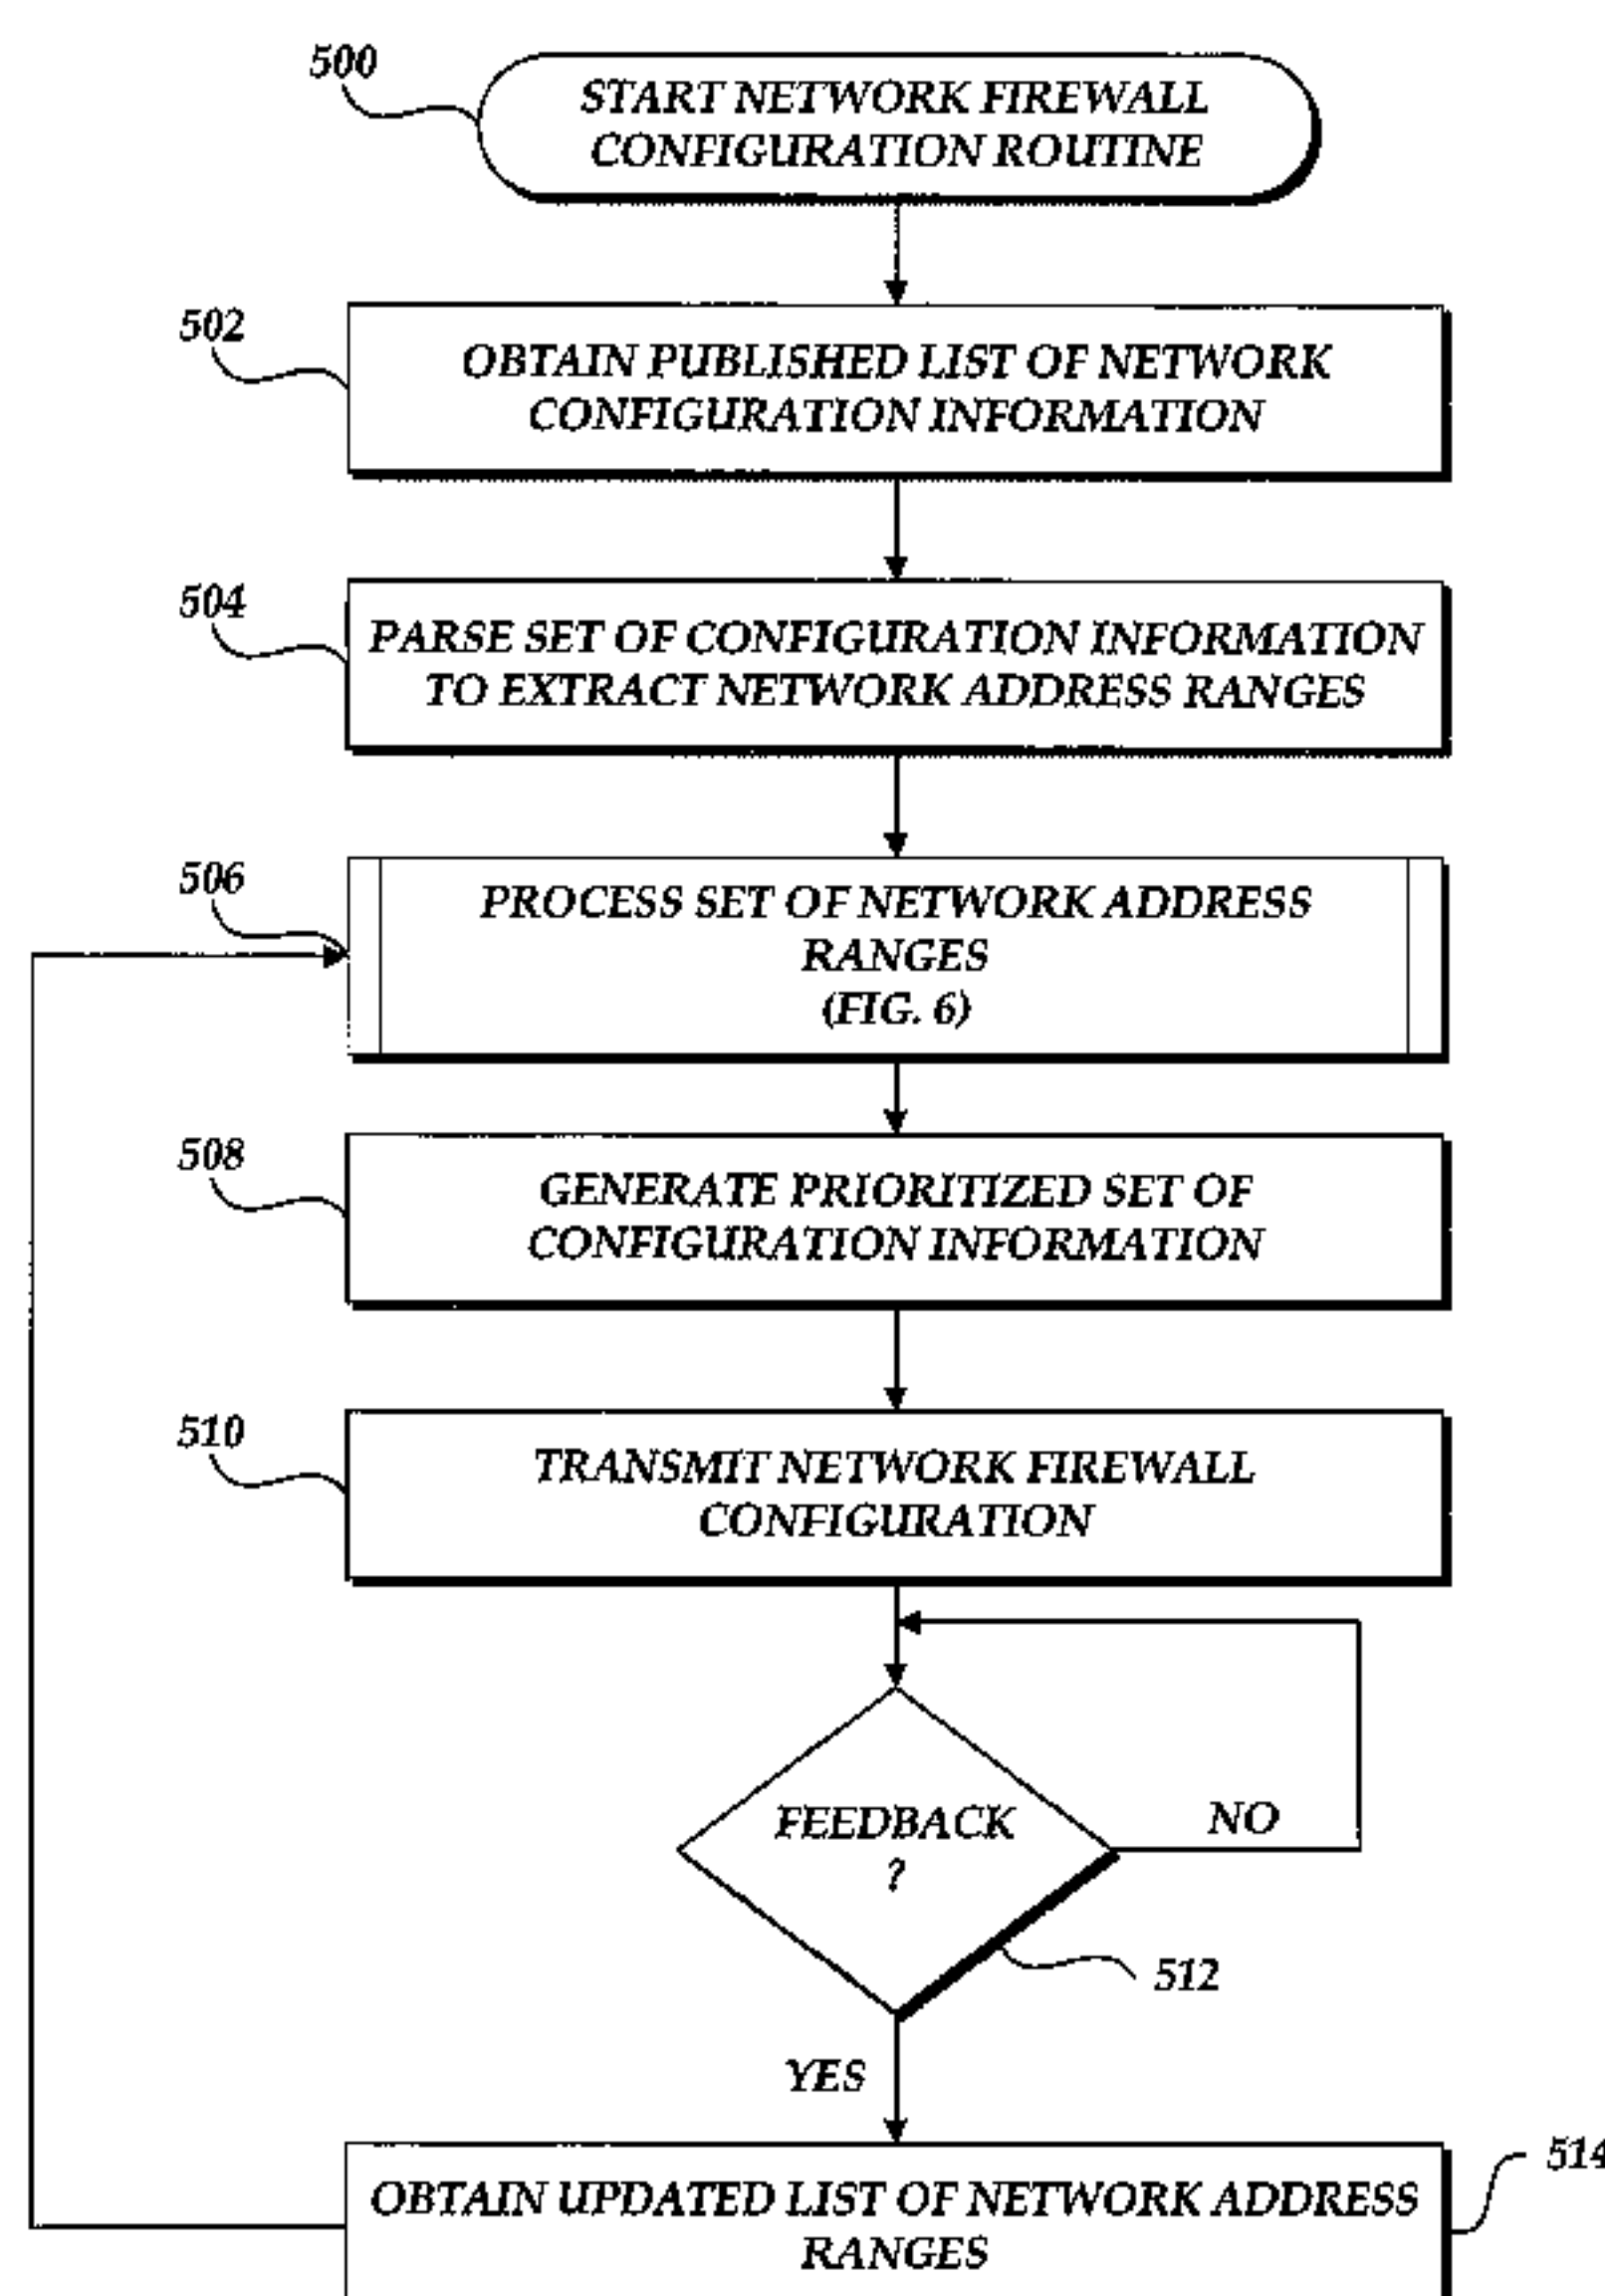 500
START NETWORK FIREWALL
CONFIGURATION ROUTINE
502
OBTAIN PUBLISHED LIST OF NETWORK
CONFIGURATION INFORMATION
504
PARSE SET OF CONFIGURATION INFORMATION
TO EXTRACT NETWORK ADDRESS RANGES
506
PROCESS SET OF NETWORK ADDRESS
RANGES
(FIG. 6)
508
GENERATE PRIORITIZED SET OF
CONFIGURATION INFORMATION
510
TRANSMIT NETWORK FIREWALL
CONFIGURATION
FEEDBACK
?
NO
512
YES
514
OBTAIN UPDATED LIST OF NETWORK ADDRESS
RANGES